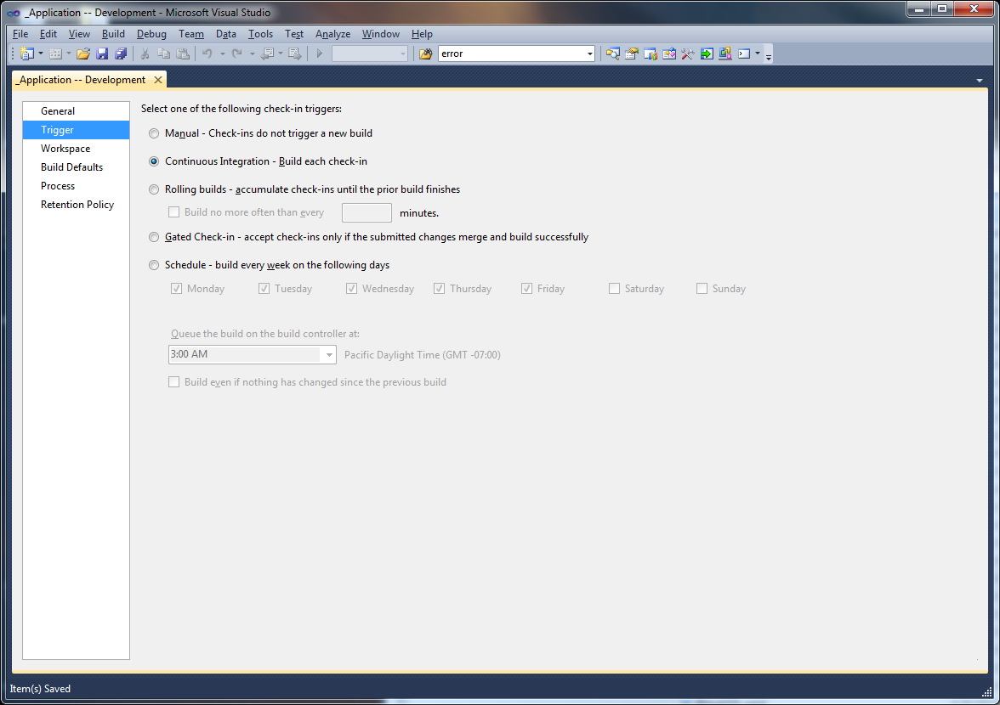 _Application -- Development - Microsoft Visual Studio
File Edit View Build Debug Team Data Tools Test Analyze Window Help
error
_Application -- Development
General
Trigger
Workspace
Build Defaults
Process
Retention Policy
Select one of the following check-in triggers:
Manual - Check-ins do not trigger a new build
Continuous Integration - Build each check-in
Rolling builds - accumulate check-ins until the prior build finishes
Build no more often than every minutes.
Gated Check-in - accept check-ins only if the submitted changes merge and build successfully
Schedule - build every week on the following days
Monday Tuesday Wednesday Thursday Friday Saturday Sunday
Queue the build on the build controller at:
3:00 AM Pacific Daylight Time (GMT -07:00)
Build even if nothing has changed since the previous build
Item(s) Saved